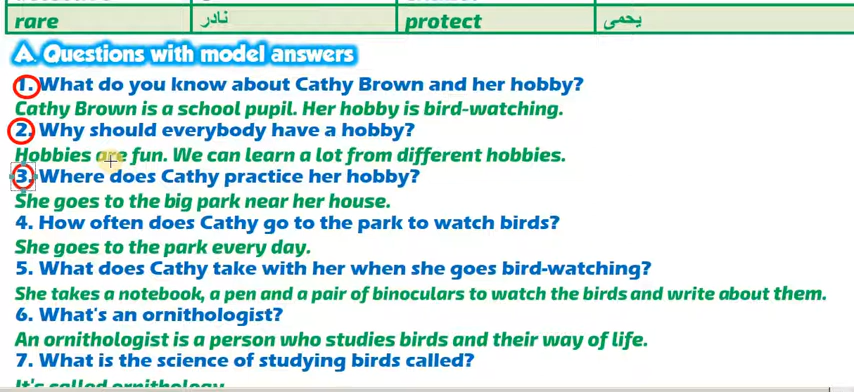 rare نادر protect يحمى
A. Questions with model answers
1. What do you know about Cathy Brown and her hobby?
Cathy Brown is a school pupil. Her hobby is bird-watching.
2. Why should everybody have a hobby?
Hobbies are fun. We can learn a lot from different hobbies.
3. Where does Cathy practice her hobby?
She goes to the big park near her house.
4. How often does Cathy go to the park to watch birds?
She goes to the park every day.
5. What does Cathy take with her when she goes bird-watching?
She takes a notebook, a pen and a pair of binoculars to watch the birds and write about them.
6. What's an ornithologist?
An ornithologist is a person who studies birds and their way of life.
7. What is the science of studying birds called?
It's called ornithology.